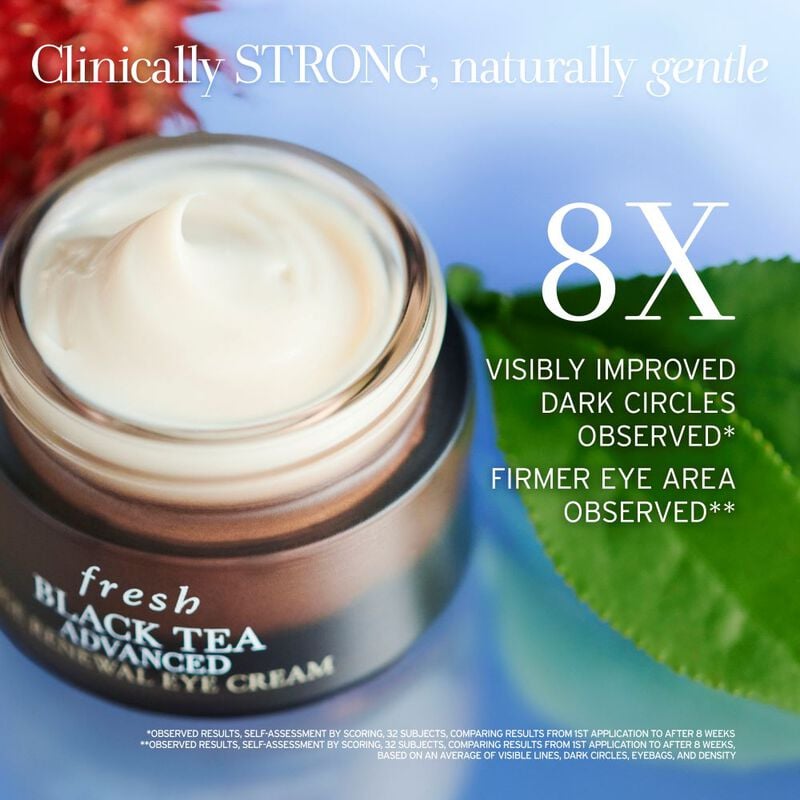 Clinically STRONG, naturally gentle
8X
VISIBLY IMPROVED
DARK CIRCLES
OBSERVED*
FIRMER EYE AREA
OBSERVED**
fresh
BLACK TEA
ADVANCED
RENEWAL EYE CREAM
*OBSERVED RESULTS, SELF-ASSESSMENT BY SCORING, 32 SUBJECTS, COMPARING RESULTS FROM 1ST APPLICATION TO AFTER 8 WEEKS
**OBSERVED RESULTS, SELF-ASSESSMENT BY SCORING, 32 SUBJECTS, COMPARING RESULTS FROM 1ST APPLICATION TO AFTER 8 WEEKS,
BASED ON AN AVERAGE OF VISIBLE LINES, DARK CIRCLES, EYEBAGS, AND DENSITY